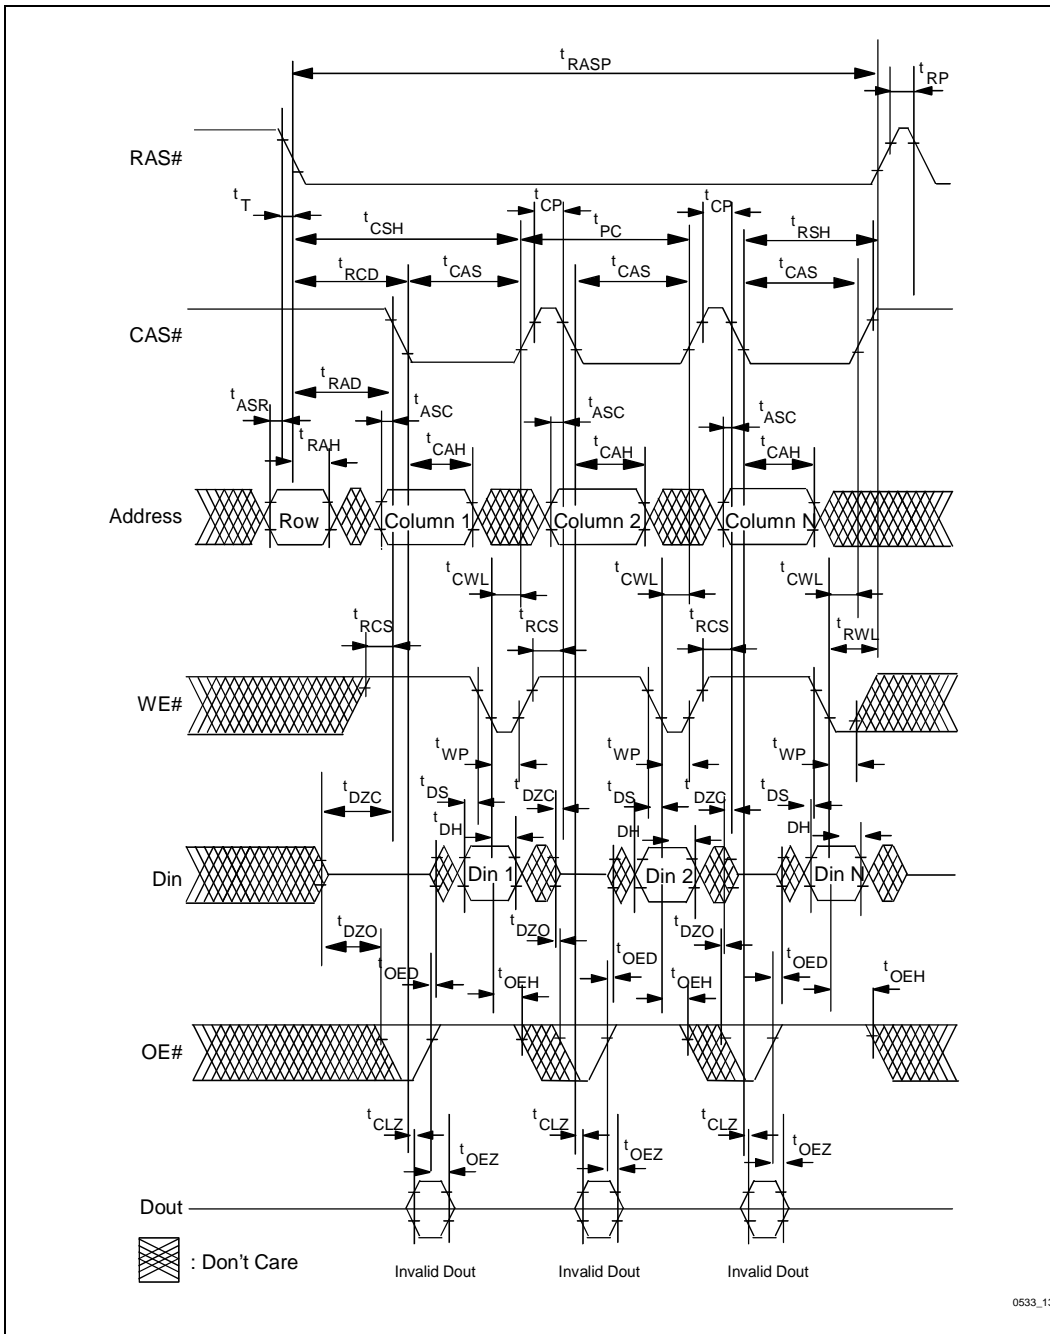 tRASP
tRP
RAS#
tT
tCSH
tCP
tPC
tCP
tRSH
tRCD
tCAS
tCAS
tCAS
CAS#
tASR
tRAD
tASC
tASC
tASC
tRAH
tCAH
tCAH
tCAH
Address
Row
Column 1
Column 2
Column N
tCWL
tCWL
tCWL
tRCS
tRCS
tRCS
tRWL
WE#
tWP
tWP
tWP
tDZC
tDS
tDZC
tDS
tDZC
tDS
tDH
DH
DH
Din
Din 1
Din 2
Din N
tDZO
tDZO
tDZO
tOED
tOED
tOED
tOEH
tOEH
tOEH
OE#
tCLZ
tCLZ
tCLZ
tOEZ
tOEZ
tOEZ
Dout
: Don't Care
Invalid Dout
Invalid Dout
Invalid Dout